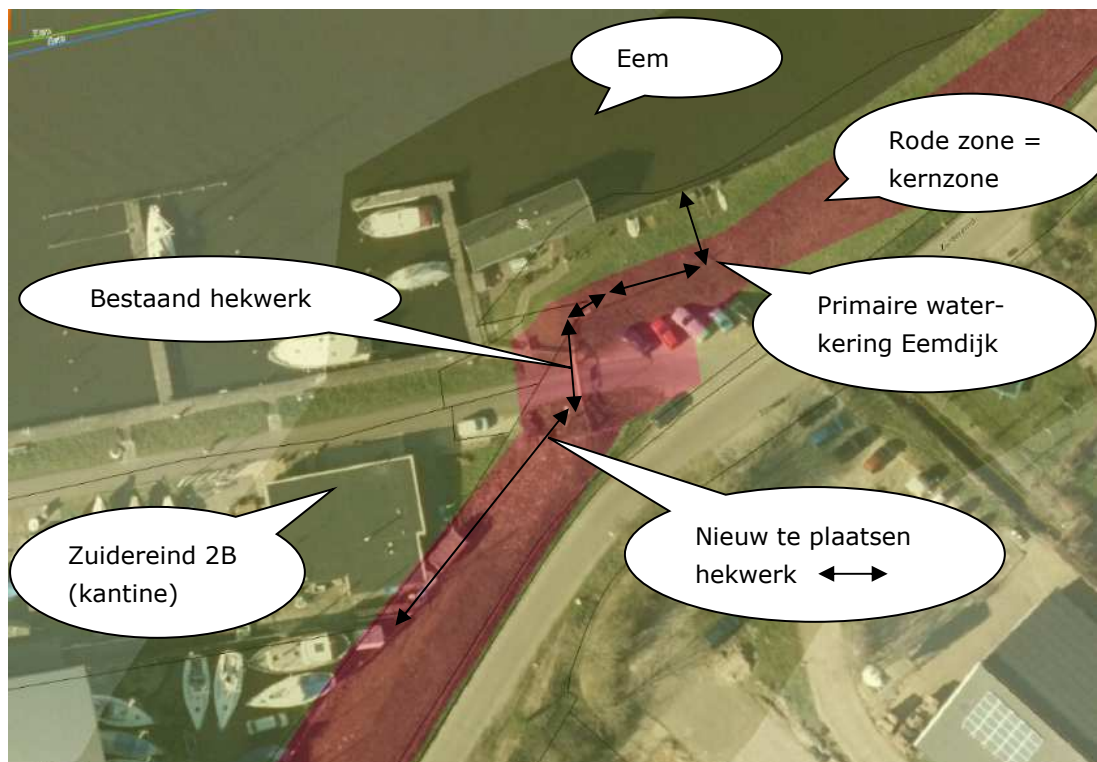 Eem
Rode zone =
kernzone
Bestaand hekwerk
Primaire water-
kering Eemdijk
Zuidereind 2B
(kantine)
Nieuw te plaatsen
hekwerk